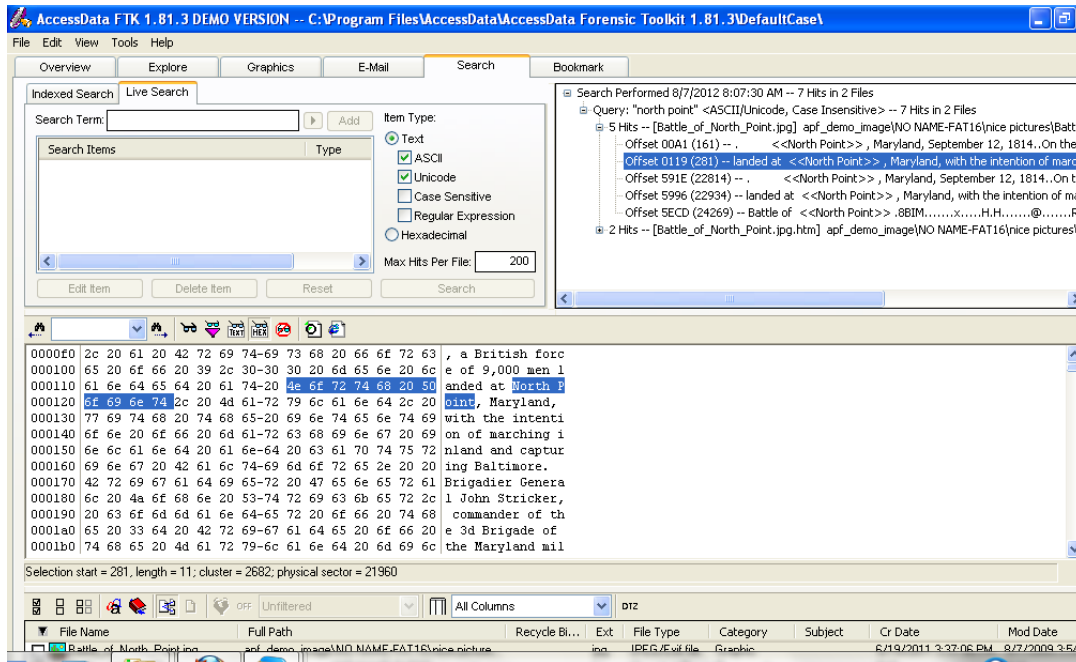 AccessData FTK 1.81.3 DEMO VERSION -- C:\Program Files\AccessData\AccessData Forensic Toolkit 1.81.3\DefaultCase\
File Edit View Tools Help
Overview Explore Graphics E-Mail Search Bookmark
Indexed Search Live Search
Search Term: Add
Search Items Type
Item Type:
Text
ASCII
Unicode
Case Sensitive
Regular Expression
Hexadecimal
Max Hits Per File: 200
Edit Item Delete Item Reset Search
Search Performed 8/7/2012 8:07:30 AM -- 7 Hits in 2 Files
Query: "north point" <ASCII/Unicode, Case Insensitive> -- 7 Hits in 2 Files
5 Hits -- [Battle_of_North_Point.jpg] apf_demo_image\NO NAME-FAT16\nice pictures\Batt
Offset 00A1 (161) -- . <<North Point>> , Maryland, September 12, 1814..On the
Offset 0119 (281) -- landed at <<North Point>> , Maryland, with the intention of marc
Offset 591E (22814) -- . <<North Point>> , Maryland, September 12, 1814..On t
Offset 5996 (22934) -- landed at <<North Point>> , Maryland, with the intention of ma
Offset 5ECD (24269) -- Battle of <<North Point>> .8BIM.......x.....H.H......@.......R
2 Hits -- [Battle_of_North_Point.jpg.htm] apf_demo_image\NO NAME-FAT16\nice pictures\
TEXT HEX
0000f0 2c 20 61 20 42 72 69 74-69 73 68 20 66 6f 72 63 , a British forc
000100 65 20 6f 66 20 39 2c 30-30 30 20 6d 65 6e 20 6c e of 9,000 men l
000110 61 6e 64 65 64 20 61 74-20 4e 6f 72 74 68 20 50 anded at North P
000120 6f 69 6e 74 2c 20 4d 61-72 79 6c 61 6e 64 2c 20 oint, Maryland,
000130 77 69 74 68 20 74 68 65-20 69 6e 74 65 6e 74 69 with the intenti
000140 6f 6e 20 6f 66 20 6d 61-72 63 68 69 6e 67 20 69 on of marching i
000150 6e 6c 61 6e 64 20 61 6e-64 20 63 61 70 74 75 72 nland and captur
000160 69 6e 67 20 42 61 6c 74-69 6d 6f 72 65 2e 20 20 ing Baltimore.
000170 42 72 69 67 61 64 69 65-72 20 47 65 6e 65 72 61 Brigadier Genera
000180 6c 20 4a 6f 68 6e 20 53-74 72 69 63 6b 65 72 2c l John Stricker,
000190 20 63 6f 6d 6d 61 6e 64-65 72 20 6f 66 20 74 68 commander of th
0001a0 65 20 33 64 20 42 72 69-67 61 64 65 20 6f 66 20 e 3d Brigade of
0001b0 74 68 65 20 4d 61 72 79-6c 61 6e 64 20 6d 69 6c the Maryland mil
Selection start = 281, length = 11; cluster = 2682; physical sector = 21960
OFF Unfiltered All Columns DTZ
File Name Full Path Recycle Bi... Ext File Type Category Subject Cr Date Mod Date
Battle_of_North_Point.jpg apf_demo_image\NO NAME-FAT16\nice picture... jpg JPEG/Exif file Graphic 6/19/2011 3:37:06 PM 8/7/2009 3:54